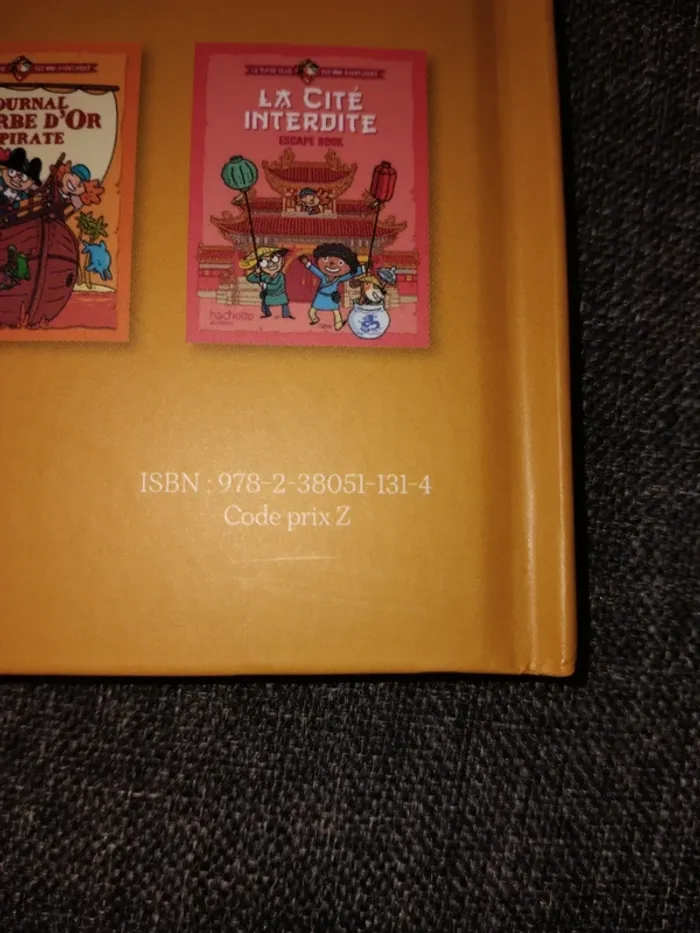 OURNAL
RBE D'OR
PIRATE
LA CITÉ
INTERDITE
ESCAPE BOOK
hachette
ISBN : 978-2-38051-131-4
Code prix Z